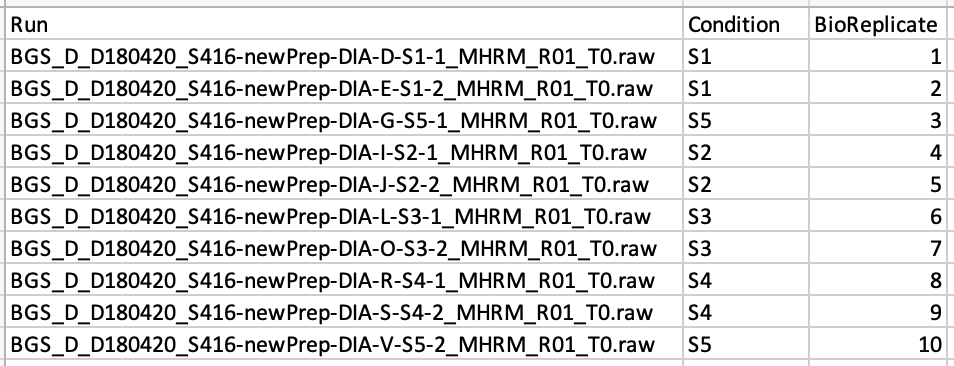 Run Condition BioReplicate
BGS_D_D180420_S416-newPrep-DIA-D-S1-1_MHRM_R01_T0.raw S1 1
BGS_D_D180420_S416-newPrep-DIA-E-S1-2_MHRM_R01_T0.raw S1 2
BGS_D_D180420_S416-newPrep-DIA-G-S5-1_MHRM_R01_T0.raw S5 3
BGS_D_D180420_S416-newPrep-DIA-I-S2-1_MHRM_R01_T0.raw S2 4
BGS_D_D180420_S416-newPrep-DIA-J-S2-2_MHRM_R01_T0.raw S2 5
BGS_D_D180420_S416-newPrep-DIA-L-S3-1_MHRM_R01_T0.raw S3 6
BGS_D_D180420_S416-newPrep-DIA-O-S3-2_MHRM_R01_T0.raw S3 7
BGS_D_D180420_S416-newPrep-DIA-R-S4-1_MHRM_R01_T0.raw S4 8
BGS_D_D180420_S416-newPrep-DIA-S-S4-2_MHRM_R01_T0.raw S4 9
BGS_D_D180420_S416-newPrep-DIA-V-S5-2_MHRM_R01_T0.raw S5 10